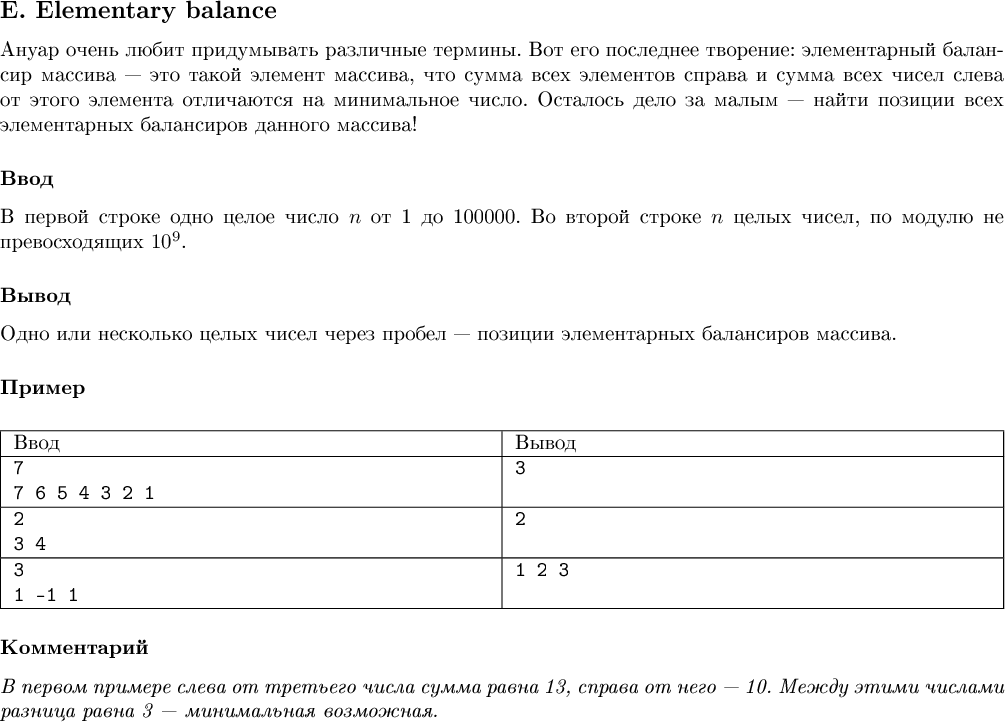 E. Elementary balance
Ануар очень любит придумывать различные термины. Вот его последнее творение: элементарный балан-
сир массива — это такой элемент массива, что сумма всех элементов справа и сумма всех чисел слева
от этого элемента отличаются на минимальное число. Осталось дело за малым — найти позиции всех
элементарных балансиров данного массива!
Ввод
В первой строке одно целое число n от 1 до 100000. Во второй строке n целых чисел, по модулю не
превосходящих 10⁹.
Вывод
Одно или несколько целых чисел через пробел — позиции элементарных балансиров массива.
Пример
Ввод Вывод
7 3
7 6 5 4 3 2 1
2 2
3 4
3 1 2 3
1 -1 1
Комментарий
В первом примере слева от третьего числа сумма равна 13, справа от него — 10. Между этими числами
разница равна 3 — минимальная возможная.